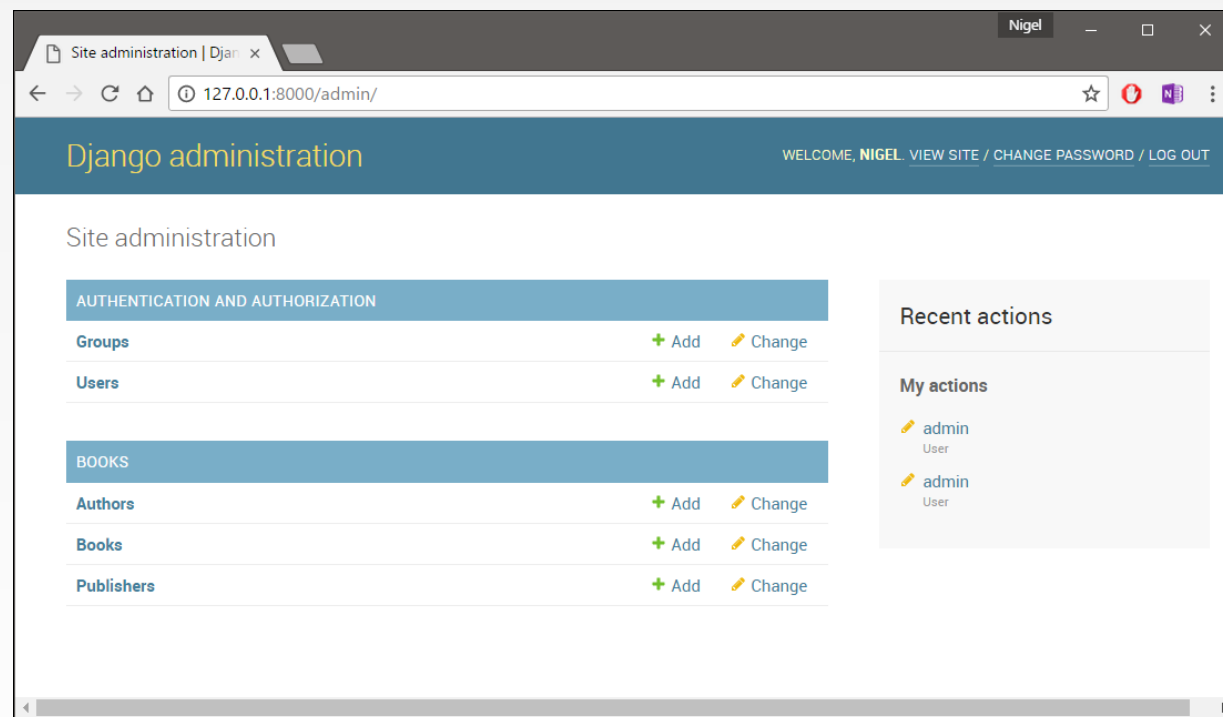 Nigel
Site administration | Djan
127.0.0.1:8000/admin/
Django administration
WELCOME, NIGEL. VIEW SITE / CHANGE PASSWORD / LOG OUT
Site administration
AUTHENTICATION AND AUTHORIZATION
Groups Add Change
Users Add Change
BOOKS
Authors Add Change
Books Add Change
Publishers Add Change
Recent actions
My actions
admin
User
admin
User